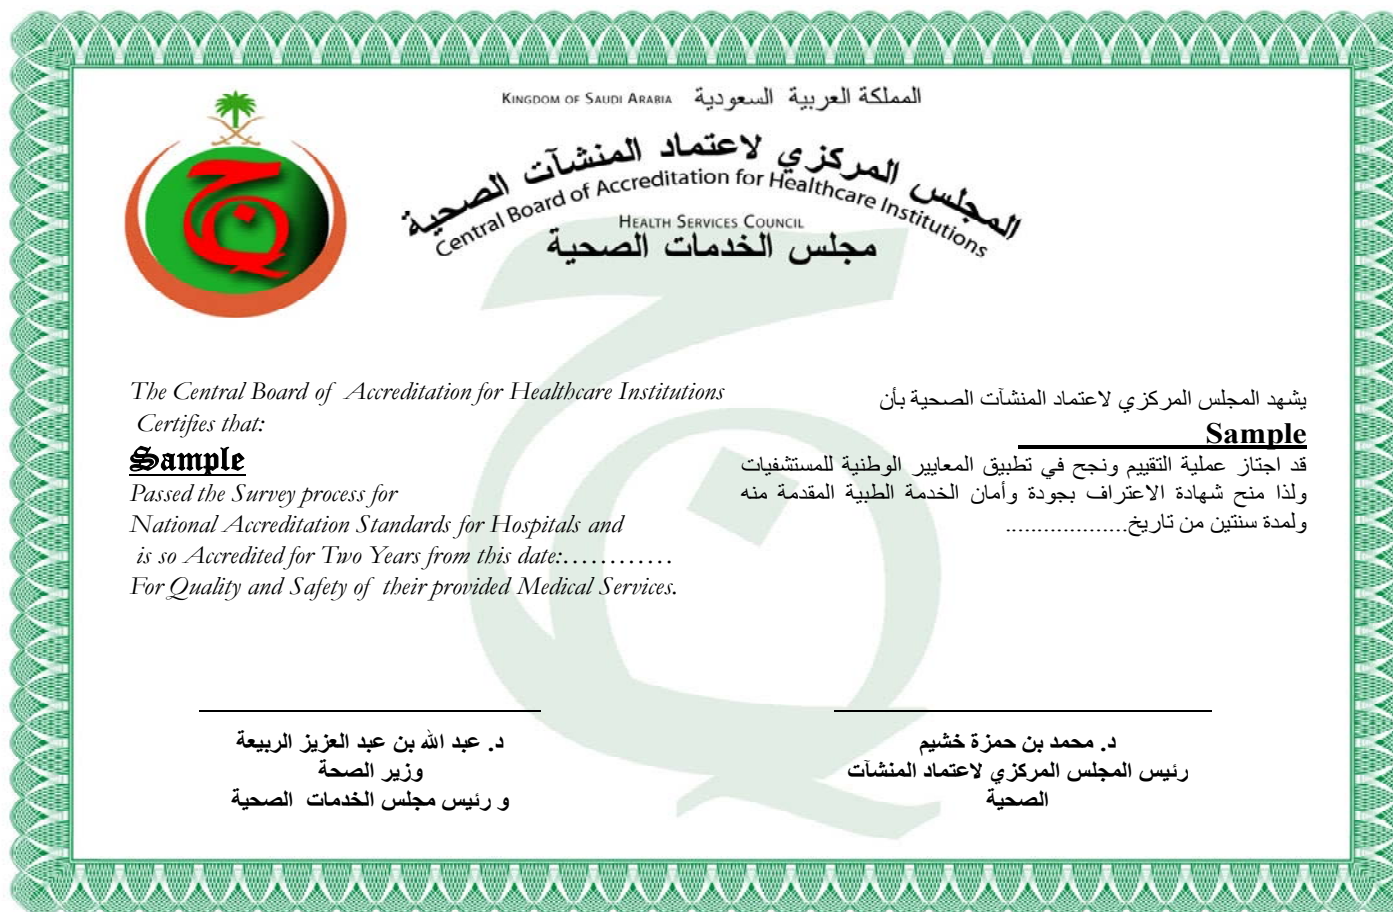 KINGDOM OF SAUDI ARABIA المملكة العربية السعودية
المجلس المركزي لاعتماد المنشآت الصحية
Central Board of Accreditation for Healthcare Institutions
HEALTH SERVICES COUNCIL
مجلس الخدمات الصحية
The Central Board of Accreditation for Healthcare Institutions
Certifies that:
Sample
Passed the Survey process for
National Accreditation Standards for Hospitals and
is so Accredited for Two Years from this date:…………
For Quality and Safety of their provided Medical Services.
يشهد المجلس المركزي لاعتماد المنشآت الصحية بأن
Sample
قد اجتاز عملية التقييم ونجح في تطبيق المعايير الوطنية للمستشفيات
ولذا منح شهادة الاعتراف بجودة وأمان الخدمة الطبية المقدمة منه
ولمدة سنتين من تاريخ...................
د. محمد بن حمزة خشيم
رئيس المجلس المركزي لاعتماد المنشآت
الصحية
د. عبد الله بن عبد العزيز الربيعة
وزير الصحة
و رئيس مجلس الخدمات الصحية